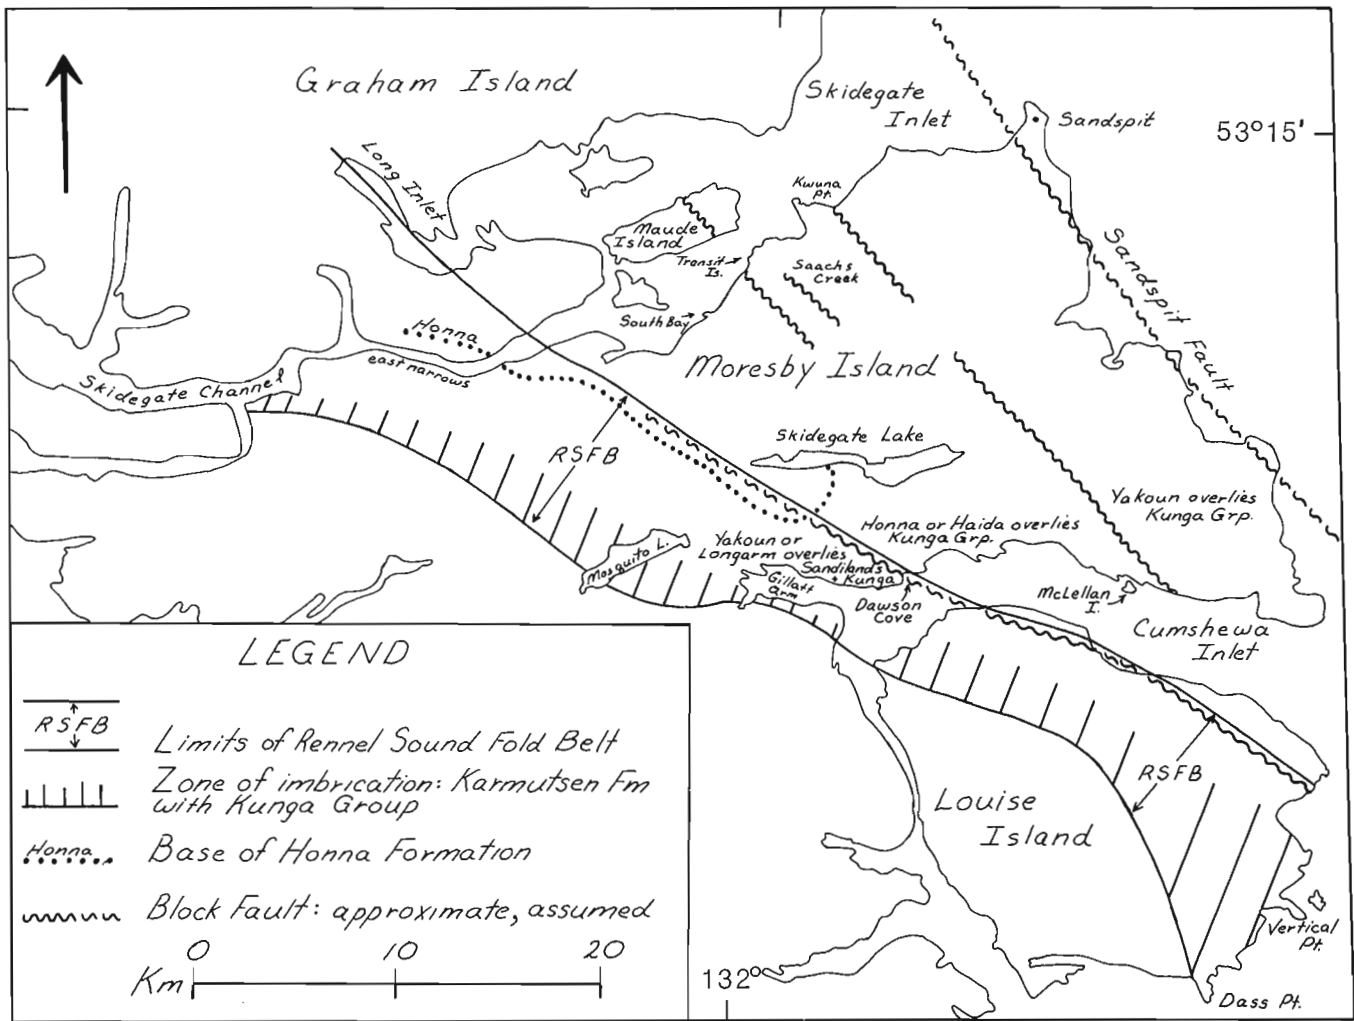 Graham Island
Skidegate
Inlet
Sandspit
53°15'
Long Inlet
Kwuna
Pt.
Maude
Island
Transit
Is.
Saachs
Creek
Sandspit Fault
South Bay
Honna
east narrows
Moresby Island
Skidegate Channel
RSFB
Skidegate Lake
Yakoun overlies
Kunga Grp.
Honna or Haida overlies
Kunga Grp.
Yakoun or
Longarm overlies
Sandilands
+ Kunga
Mosquito L.
Gillatt
Arm
Dawson
Cove
McLellan
I.
Cumshewa
Inlet
RSFB
Louise
Island
Vertical
Pt.
Dass Pt.
132°
LEGEND
RSFB
Limits of Rennel Sound Fold Belt
Zone of imbrication: Karmutsen Fm
with Kunga Group
Honna
Base of Honna Formation
Block Fault: approximate, assumed
0 10 20
Km